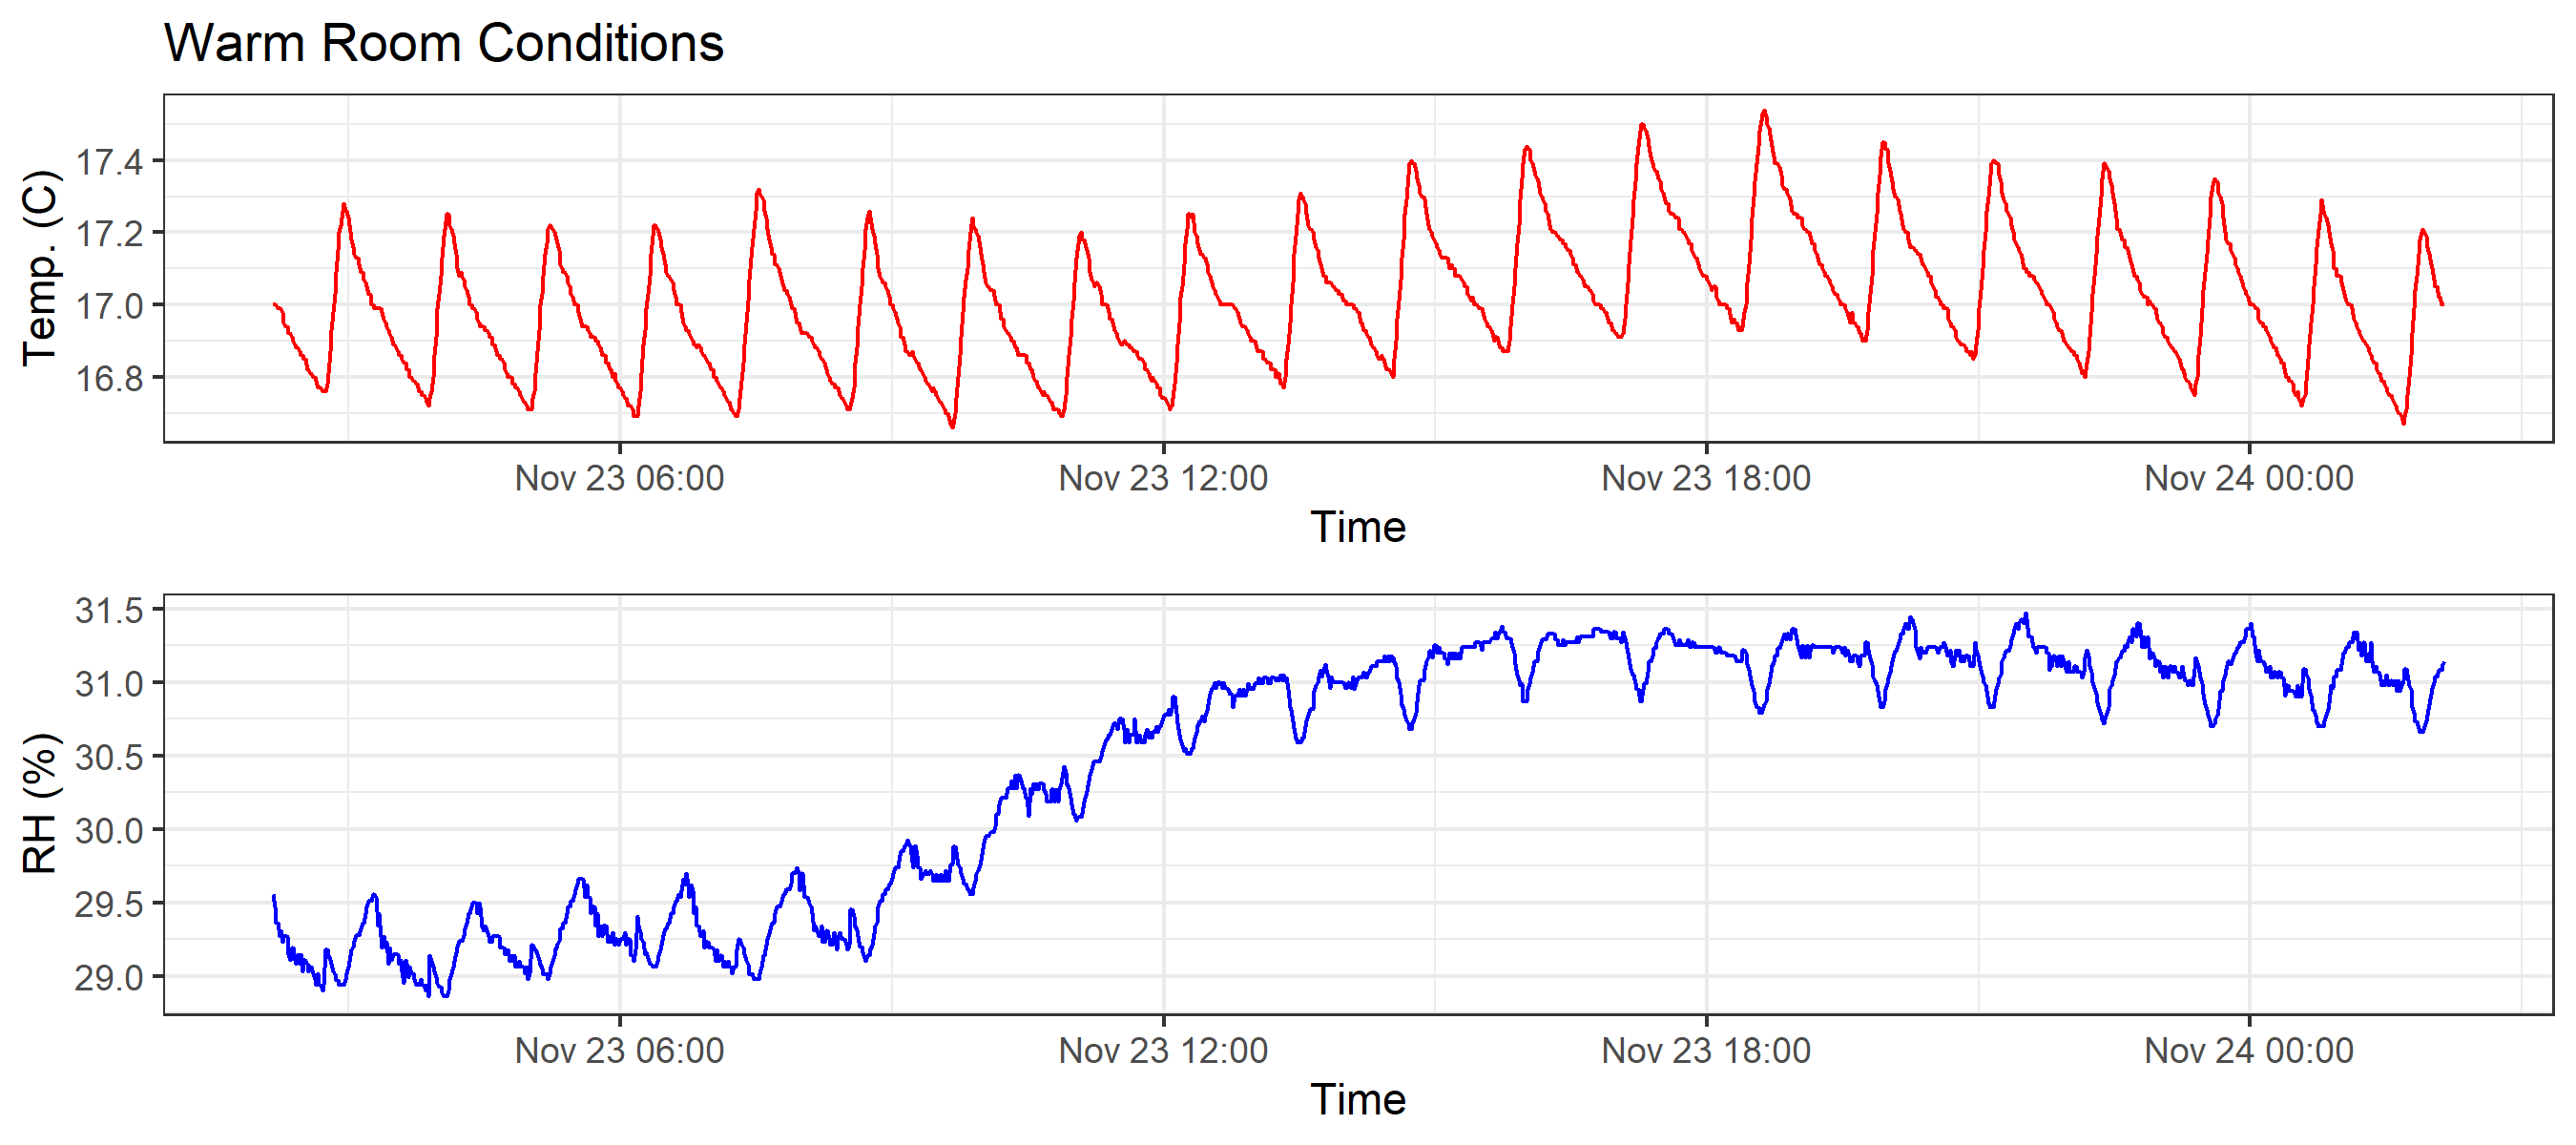 Warm Room Conditions
Temp. (C)
17.4
17.2
17.0
16.8
Nov 23 06:00 Nov 23 12:00 Nov 23 18:00 Nov 24 00:00
Time
RH (%)
31.5
31.0
30.5
30.0
29.5
29.0
Nov 23 06:00 Nov 23 12:00 Nov 23 18:00 Nov 24 00:00
Time